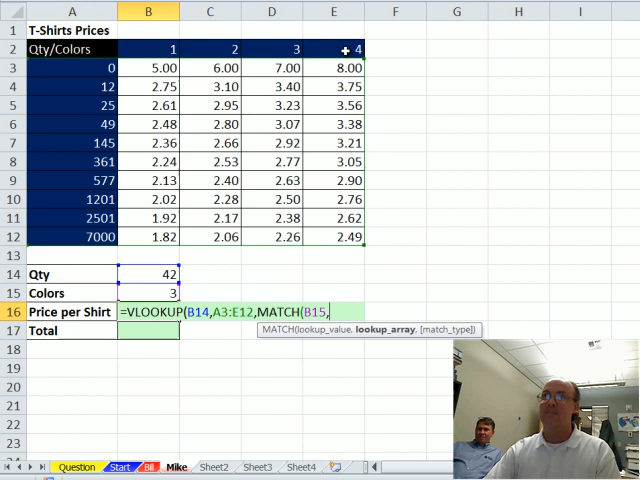 A B C D E F G H I
1 T-Shirts Prices
2 Qty/Colors 1 2 3 4
3 0 5.00 6.00 7.00 8.00
4 12 2.75 3.10 3.40 3.75
5 25 2.61 2.95 3.23 3.56
6 49 2.48 2.80 3.07 3.38
7 145 2.36 2.66 2.92 3.21
8 361 2.24 2.53 2.77 3.05
9 577 2.13 2.40 2.63 2.90
10 1201 2.02 2.28 2.50 2.76
11 2501 1.92 2.17 2.38 2.62
12 7000 1.82 2.06 2.26 2.49
13
14 Qty 42
15 Colors 3
16 Price per Shirt =VLOOKUP(B14,A3:E12,MATCH(B15,
17 Total MATCH(lookup_value, lookup_array, [match_type])
18
19
20
21
22
23
Question Start Bill Mike Sheet2 Sheet3 Sheet4